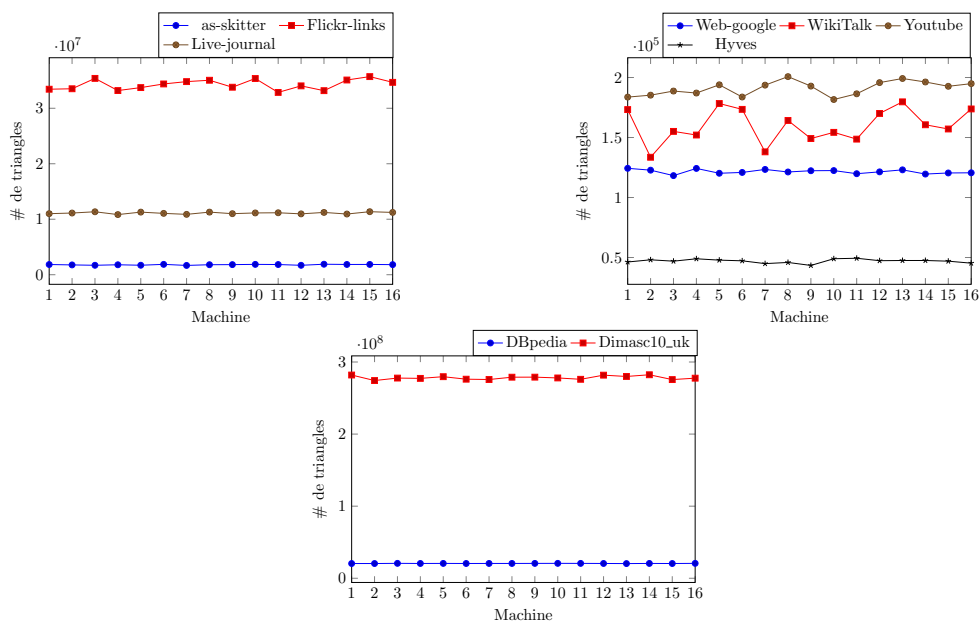 as-skitter Flickr-links
Live-journal
·10^7
# de triangles
3
2
1
0
1 2 3 4 5 6 7 8 9 10 11 12 13 14 15 16
Machine
Web-google WikiTalk Youtube
Hyves
·10^5
# de triangles
2
1.5
1
0.5
1 2 3 4 5 6 7 8 9 10 11 12 13 14 15 16
Machine
DBpedia Dimasc10_uk
·10^8
# de triangles
3
2
1
0
1 2 3 4 5 6 7 8 9 10 11 12 13 14 15 16
Machine